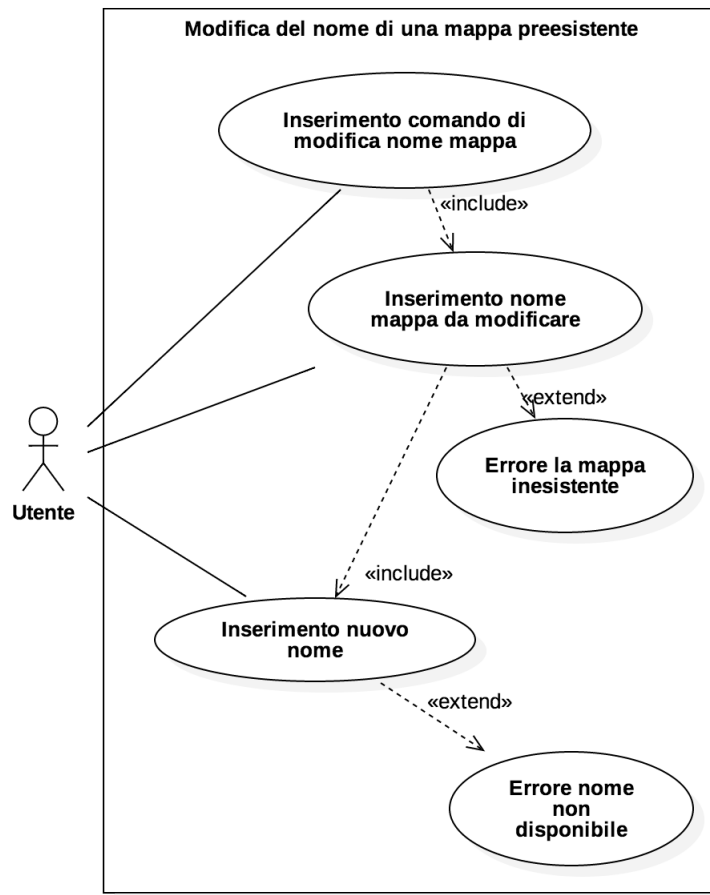 Modifica del nome di una mappa preesistente
Inserimento comando di
modifica nome mappa
«include»
Inserimento nome
mappa da modificare
«extend»
Errore la mappa
inesistente
Utente
«include»
Inserimento nuovo
nome
«extend»
Errore nome
non
disponibile